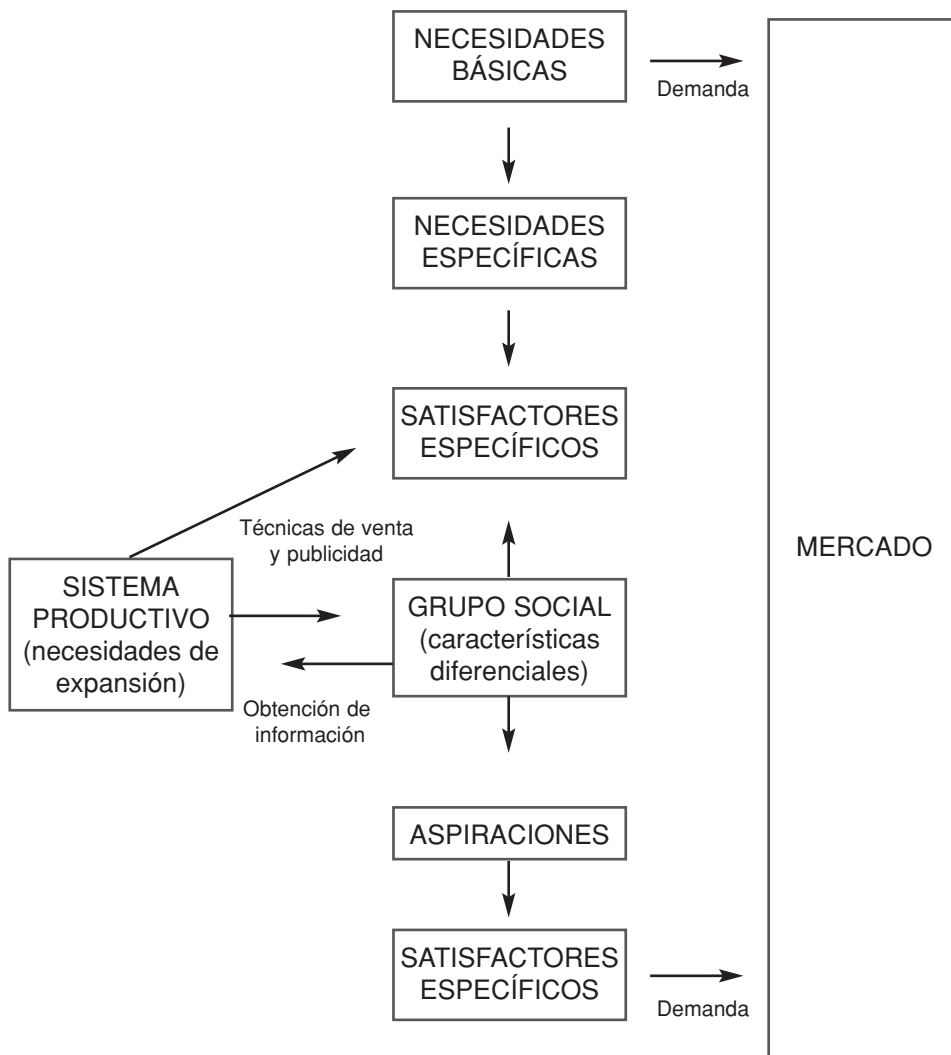 NECESIDADES
BÁSICAS
Demanda
NECESIDADES
ESPECÍFICAS
SATISFACTORES
ESPECÍFICOS
Técnicas de venta
y publicidad
MERCADO
SISTEMA
PRODUCTIVO
(necesidades de
expansión)
GRUPO SOCIAL
(características
diferenciales)
Obtención de
información
ASPIRACIONES
SATISFACTORES
ESPECÍFICOS
Demanda